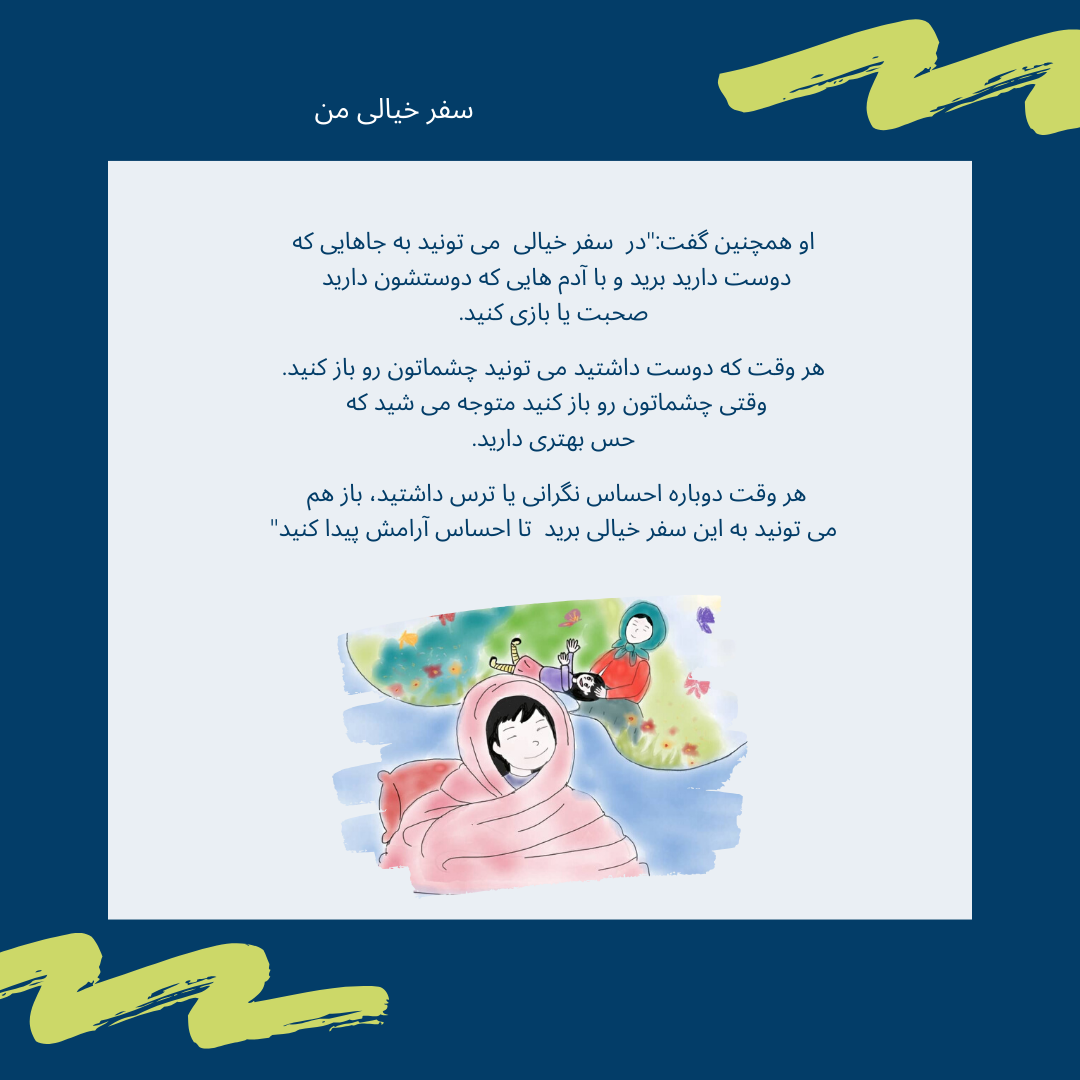 سفر خیالی من
او همچنین گفت:"در سفر خیالی می تونید به جاهایی که
دوست دارید برید و با آدم هایی که دوستشون دارید
صحبت یا بازی کنید.
هر وقت که دوست داشتید می تونید چشماتون رو باز کنید.
وقتی چشماتون رو باز کنید متوجه می شید که
حس بهتری دارید.
هر وقت دوباره احساس نگرانی یا ترس داشتید، باز هم
می تونید به این سفر خیالی برید تا احساس آرامش پیدا کنید"